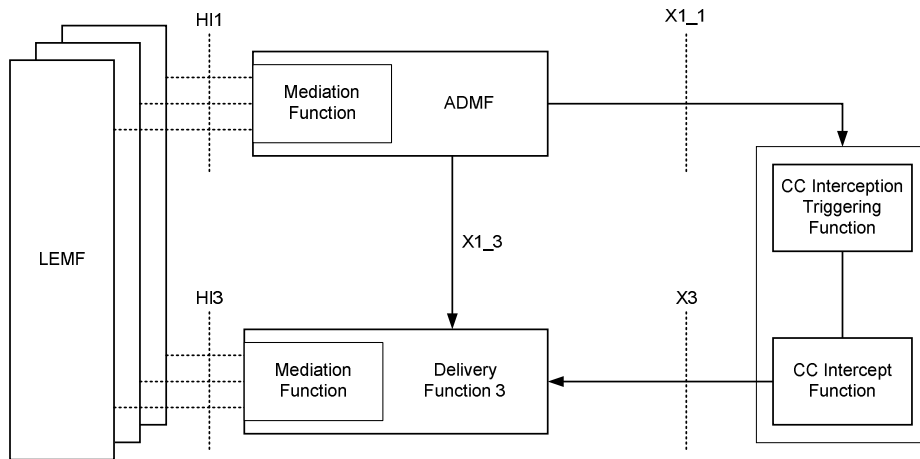 HI1
X1_1
Mediation
Function
ADMF
CC Interception
Triggering
Function
LEMF
X1_3
HI3
X3
Mediation
Function
Delivery
Function 3
CC Intercept
Function